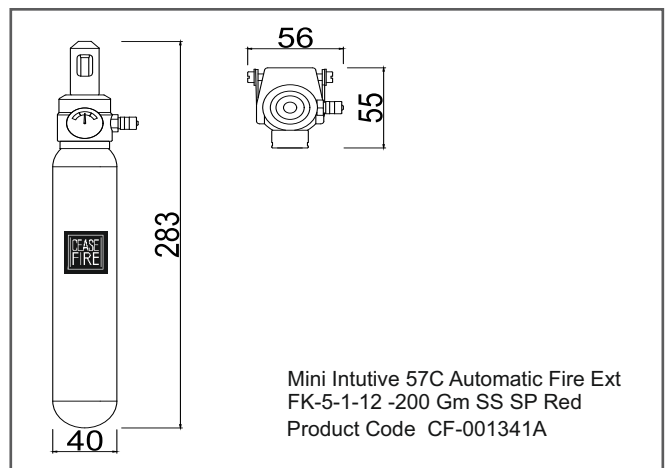 56
55
283
CEASE
FIRE
40
Mini Intutive 57C Automatic Fire Ext
FK-5-1-12 -200 Gm SS SP Red
Product Code CF-001341A